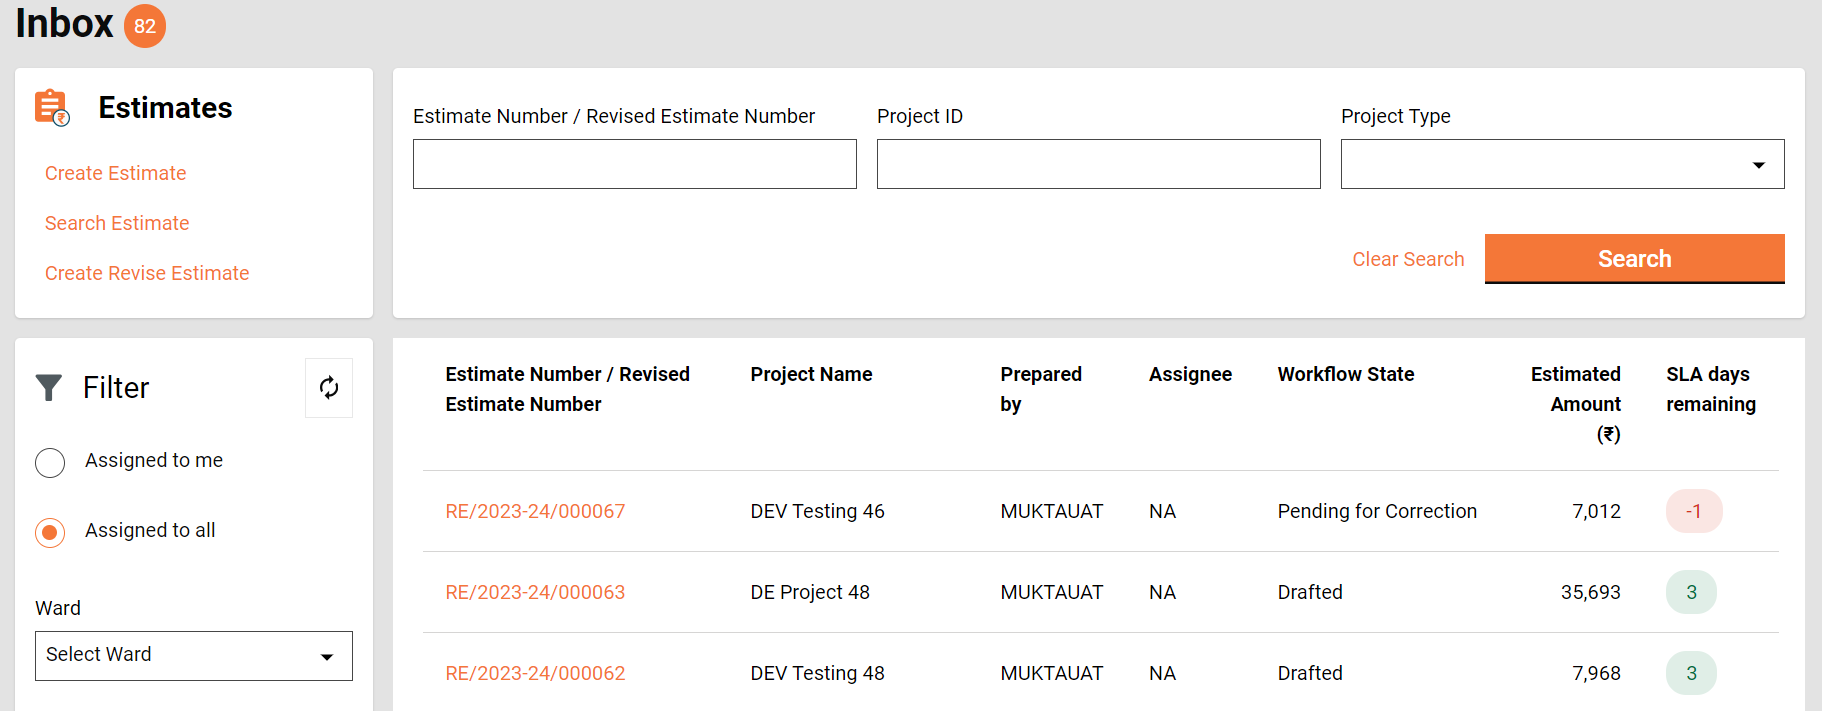 Inbox 82
Estimates
Create Estimate
Search Estimate
Create Revise Estimate
Estimate Number / Revised Estimate Number Project ID Project Type
Clear Search Search
Filter
Assigned to me
Assigned to all
Ward
Select Ward
Estimate Number / Revised Estimate Number Project Name Prepared by Assignee Workflow State Estimated Amount (₹) SLA days remaining
RE/2023-24/000067 DEV Testing 46 MUKTAUAT NA Pending for Correction 7,012 -1
RE/2023-24/000063 DE Project 48 MUKTAUAT NA Drafted 35,693 3
RE/2023-24/000062 DEV Testing 48 MUKTAUAT NA Drafted 7,968 3